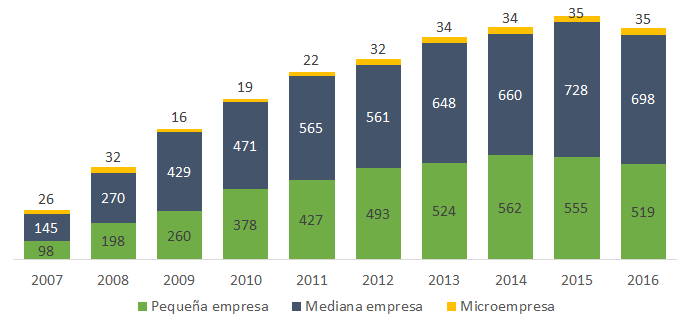 26 32 16 19 22 32 34 34 35 35
145 270 429 471 565 561 648 660 728 698
98 198 260 378 427 493 524 562 555 519
2007 2008 2009 2010 2011 2012 2013 2014 2015 2016
Pequeña empresa Mediana empresa Microempresa